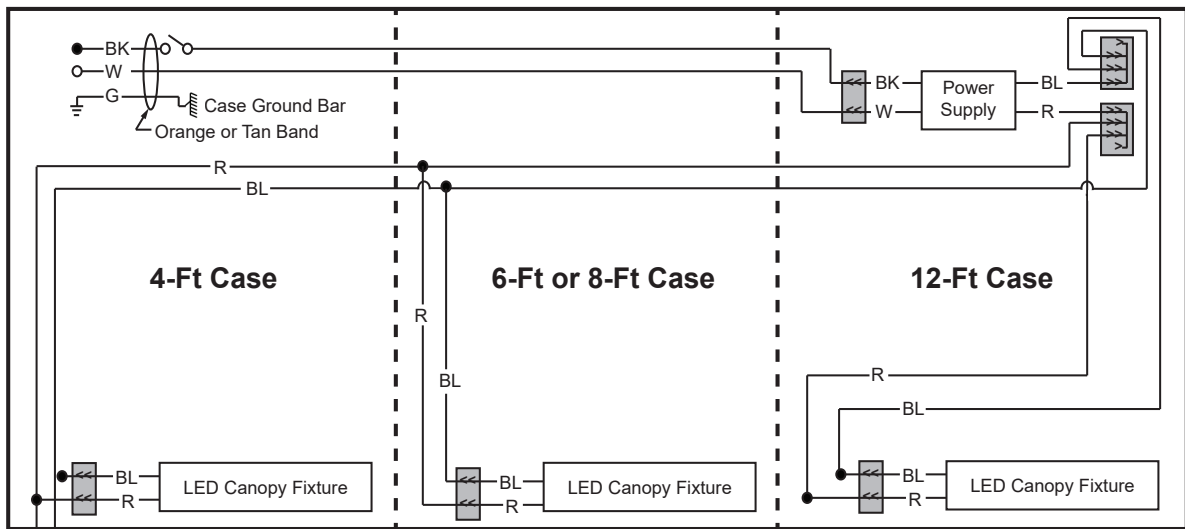 BK
W
G
Case Ground Bar
Orange or Tan Band
BK
W
Power
Supply
BL
R
R
BL
4-Ft Case
6-Ft or 8-Ft Case
12-Ft Case
R
BL
R
BL
BL
R
LED Canopy Fixture
BL
R
LED Canopy Fixture
BL
R
LED Canopy Fixture